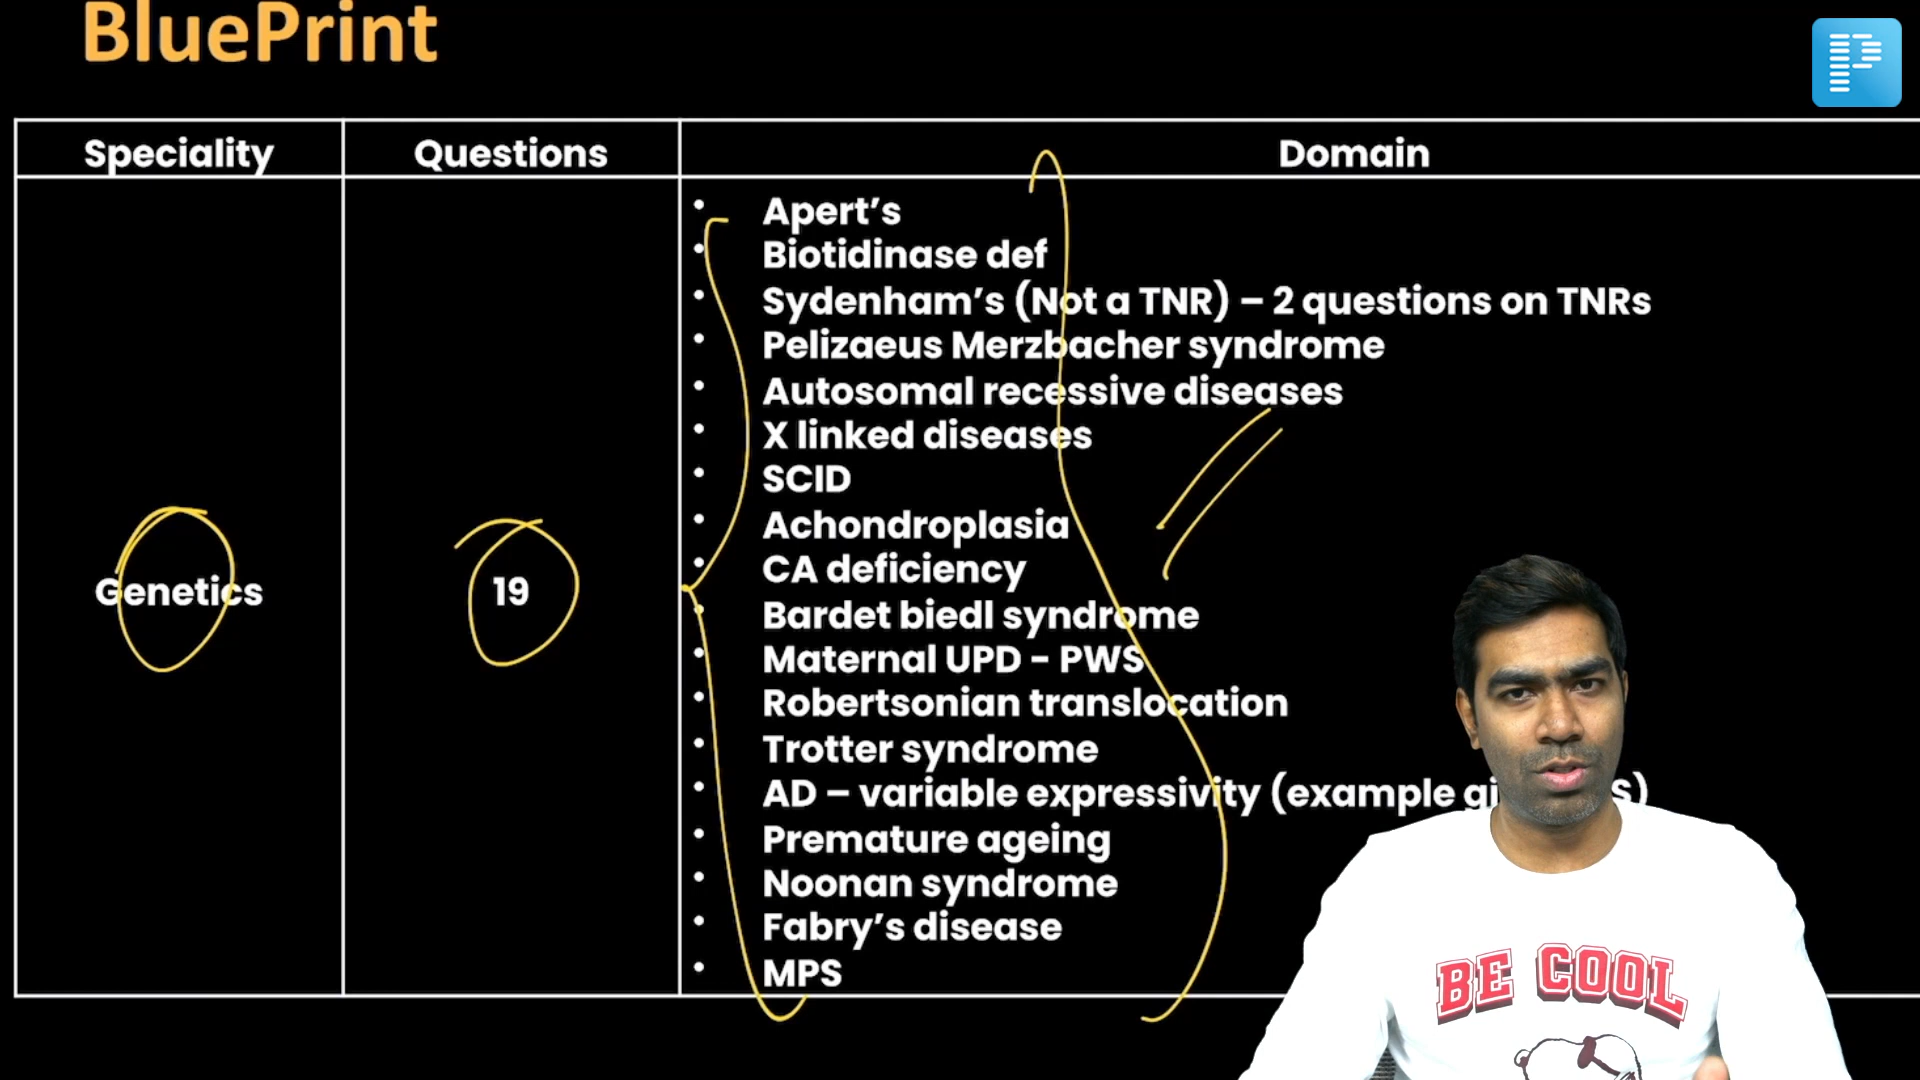 BluePrint
Speciality Questions Domain
Genetics 19
• Apert’s
• Biotidinase def
• Sydenham’s (Not a TNR) – 2 questions on TNRs
• Pelizaeus Merzbacher syndrome
• Autosomal recessive diseases
• X linked diseases
• SCID
• Achondroplasia
• CA deficiency
• Bardet biedl syndrome
• Maternal UPD - PWS
• Robertsonian translocation
• Trotter syndrome
• AD – variable expressivity (example
• Premature ageing
• Noonan syndrome
• Fabry’s disease
• MPS
BE COOL